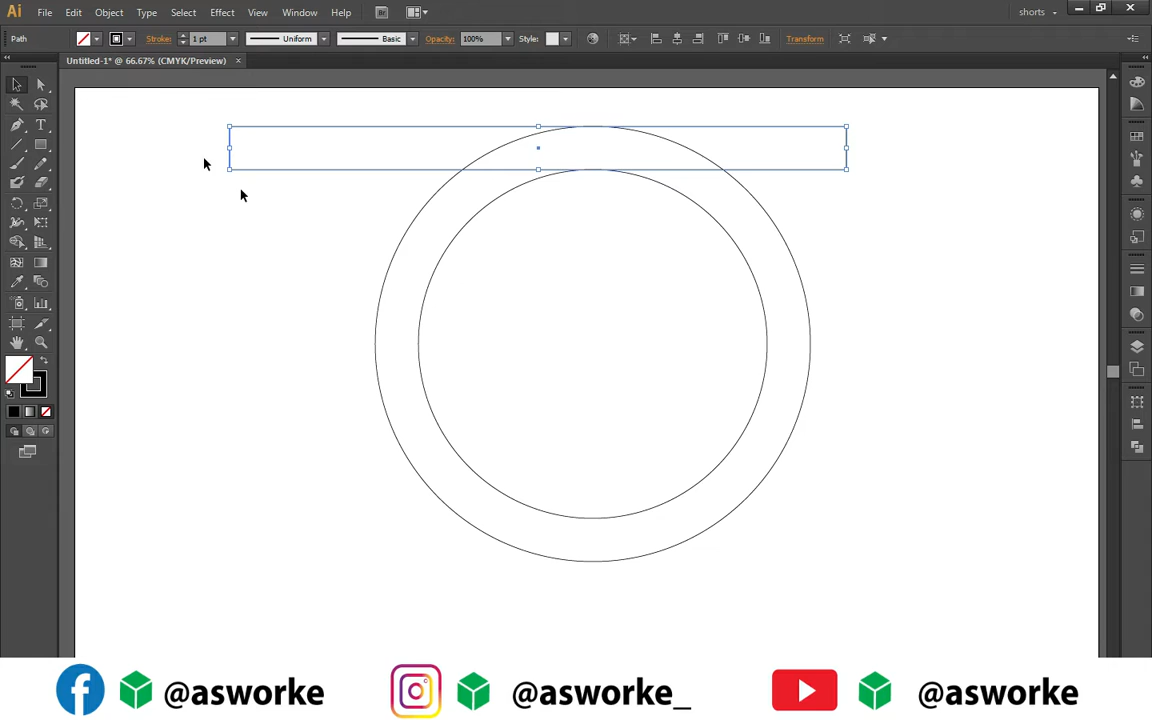 Ai File Edit Object Type Select Effect View Window Help Br shorts
Path Stroke: 1 pt Uniform Basic Opacity: 100% Style: Transform
Untitled-1* @ 66.67% (CMYK/Preview) ×
T
@asworke @asworke_ @asworke